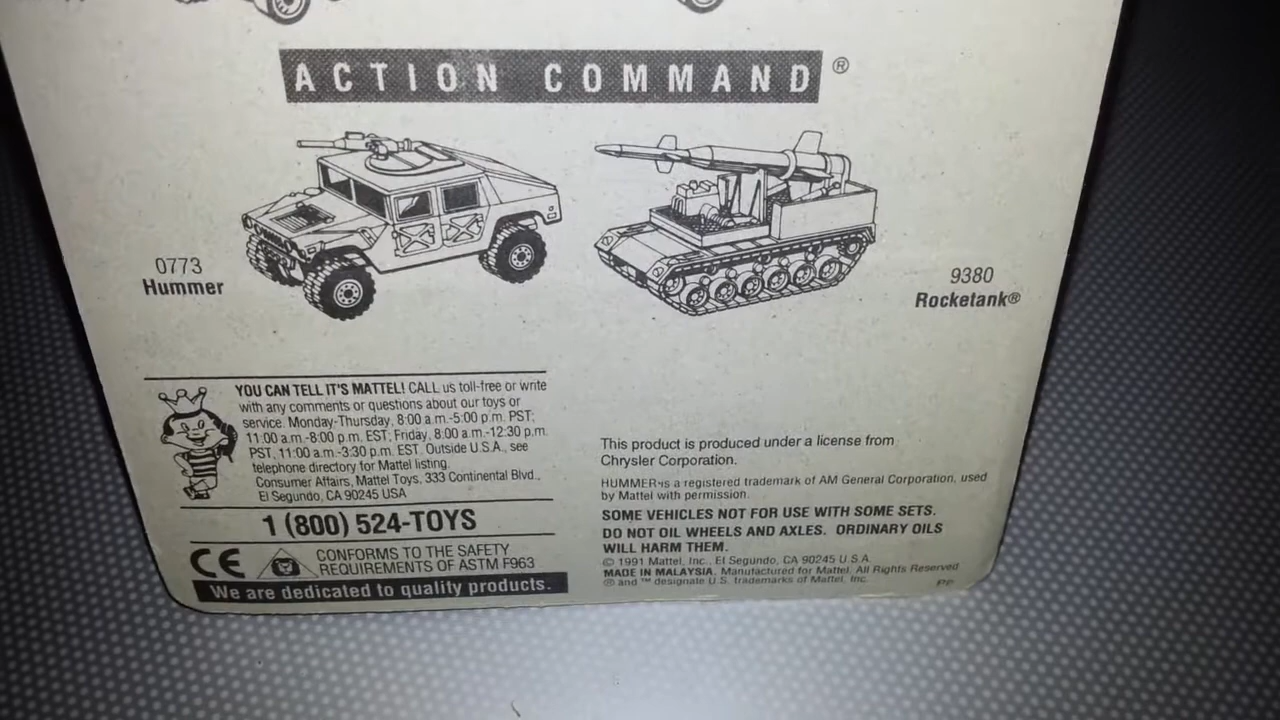 ACTION COMMAND®
0773
Hummer
9380
Rocketank®
YOU CAN TELL IT'S MATTEL! CALL us toll-free or write
with any comments or questions about our toys or
service. Monday-Thursday, 8:00 a.m.-5:00 p.m. PST;
11:00 a.m.-8:00 p.m. EST; Friday, 8:00 a.m.-12:30 p.m.
PST, 11:00 a.m.-3:30 p.m. EST. Outside U.S.A., see
telephone directory for Mattel listing.
Consumer Affairs, Mattel Toys, 333 Continental Blvd.,
El Segundo, CA 90245 USA
1 (800) 524-TOYS
CE
CONFORMS TO THE SAFETY
REQUIREMENTS OF ASTM F963
We are dedicated to quality products.
This product is produced under a license from
Chrysler Corporation.
HUMMER is a registered trademark of AM General Corporation, used
by Mattel with permission.
SOME VEHICLES NOT FOR USE WITH SOME SETS.
DO NOT OIL WHEELS AND AXLES. ORDINARY OILS
WILL HARM THEM.
© 1991 Mattel, Inc., El Segundo, CA 90245 U.S.A.
MADE IN MALAYSIA. Manufactured for Mattel. All Rights Reserved
® and ™ designate U.S. trademarks of Mattel, Inc.
PP